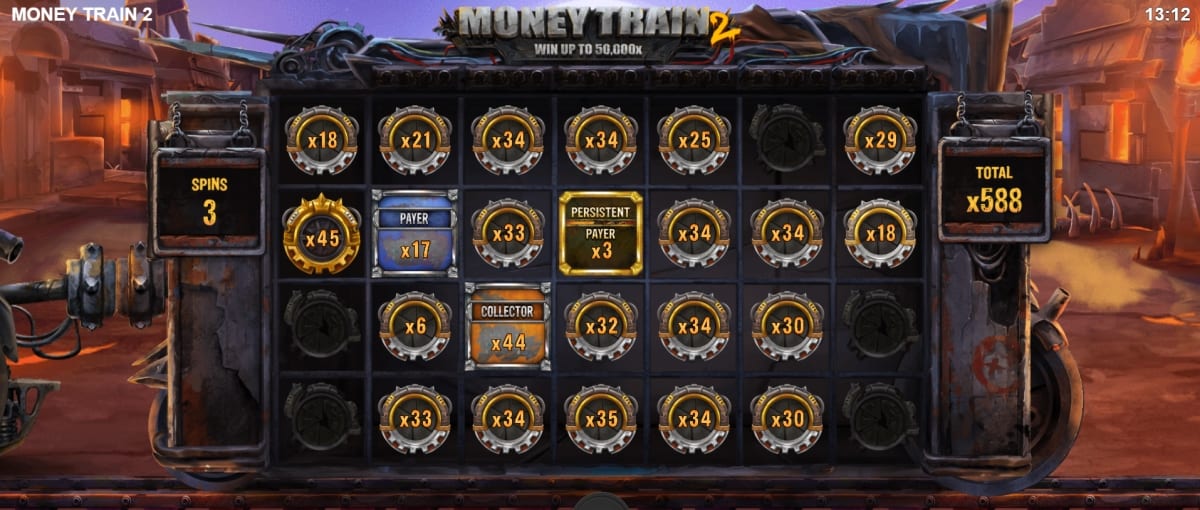 MONEY TRAIN 2
13:12
MONEY TRAIN 2
WIN UP TO 50,000x
SPINS
3
TOTAL
x588
x18 x21 x34 x34 x25 x29
x45 PAYER x17 x33 PERSISTENT PAYER x3 x34 x34 x18
x6 COLLECTOR x44 x32 x34 x30
x33 x34 x35 x34 x30